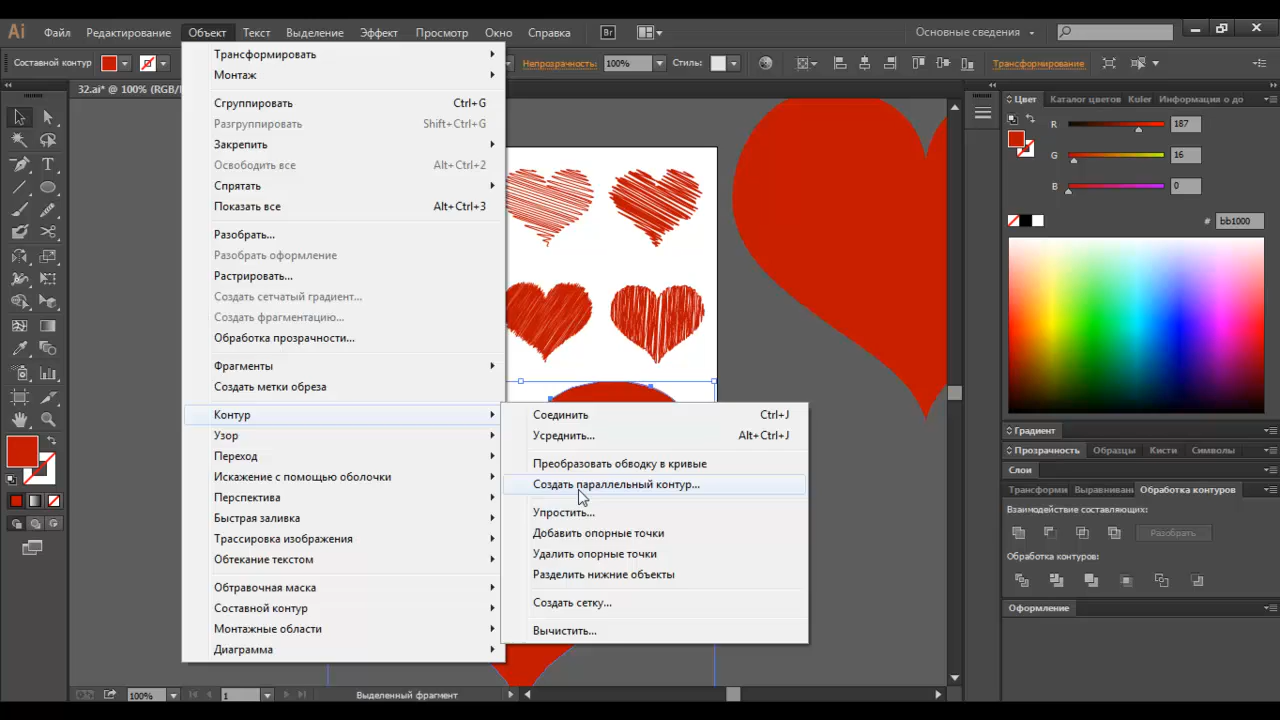 Ai Файл Редактирование Объект Текст Выделение Эффект Просмотр Окно Справка Br Основные сведения
Составной контур Непрозрачность: 100% Стиль: Трансформирование
32.ai* @ 100% (RGB/
Трансформировать
Монтаж
Сгруппировать Ctrl+G
Разгруппировать Shift+Ctrl+G
Закрепить
Освободить все Alt+Ctrl+2
Спрятать
Показать все Alt+Ctrl+3
Разобрать...
Разобрать оформление
Растрировать...
Создать сетчатый градиент...
Создать фрагментацию...
Обработка прозрачности...
Фрагменты
Создать метки обреза
Контур
Узор
Переход
Искажение с помощью оболочки
Перспектива
Быстрая заливка
Трассировка изображения
Обтекание текстом
Обтравочная маска
Составной контур
Монтажные области
Диаграмма
Соединить Ctrl+J
Усреднить... Alt+Ctrl+J
Преобразовать обводку в кривые
Создать параллельный контур...
Упростить...
Добавить опорные точки
Удалить опорные точки
Разделить нижние объекты
Создать сетку...
Вычистить...
Цвет Каталог цветов Kuler Информация о до
R 187
G 16
B 0
# bb1000
Градиент
Прозрачность Образцы Кисти Символы
Слои
Трансформи Выравниван Обработка контуров
Взаимодействие составляющих:
Разобрать
Обработка контуров:
Оформление
100% 1 Выделенный фрагмент